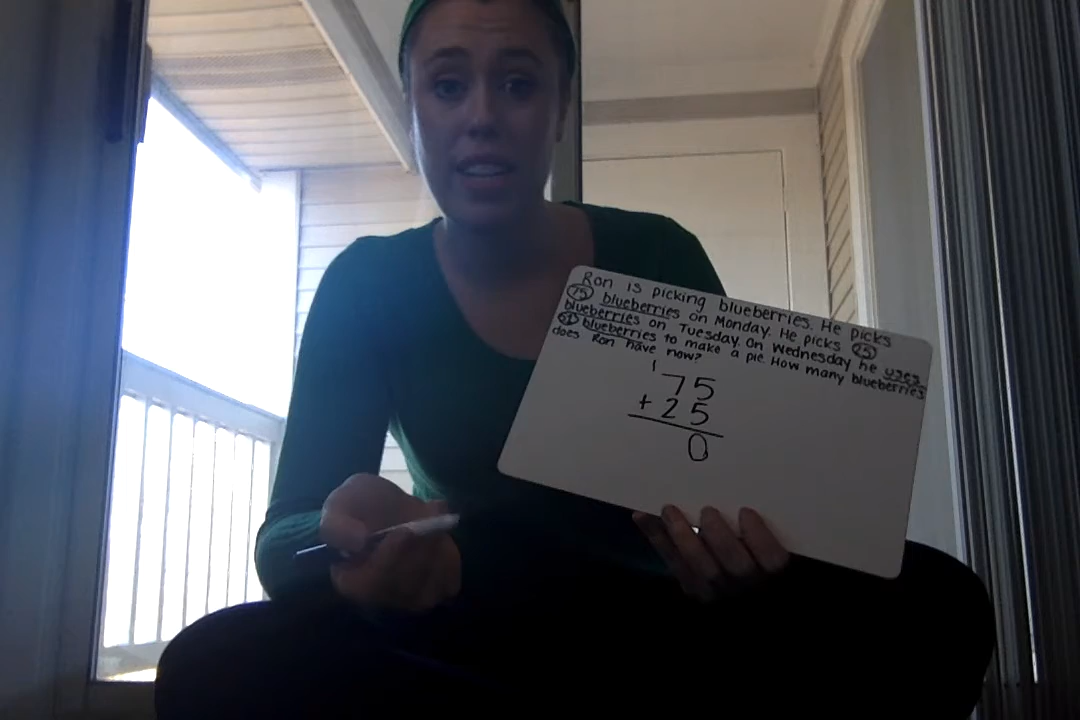 Ron is picking blueberries. He picks
75 blueberries on Monday. He picks 25
blueberries on Tuesday. On Wednesday he uses
blueberries to make a pie. How many blueberries
does Ron have now?
1
75
+ 25
0